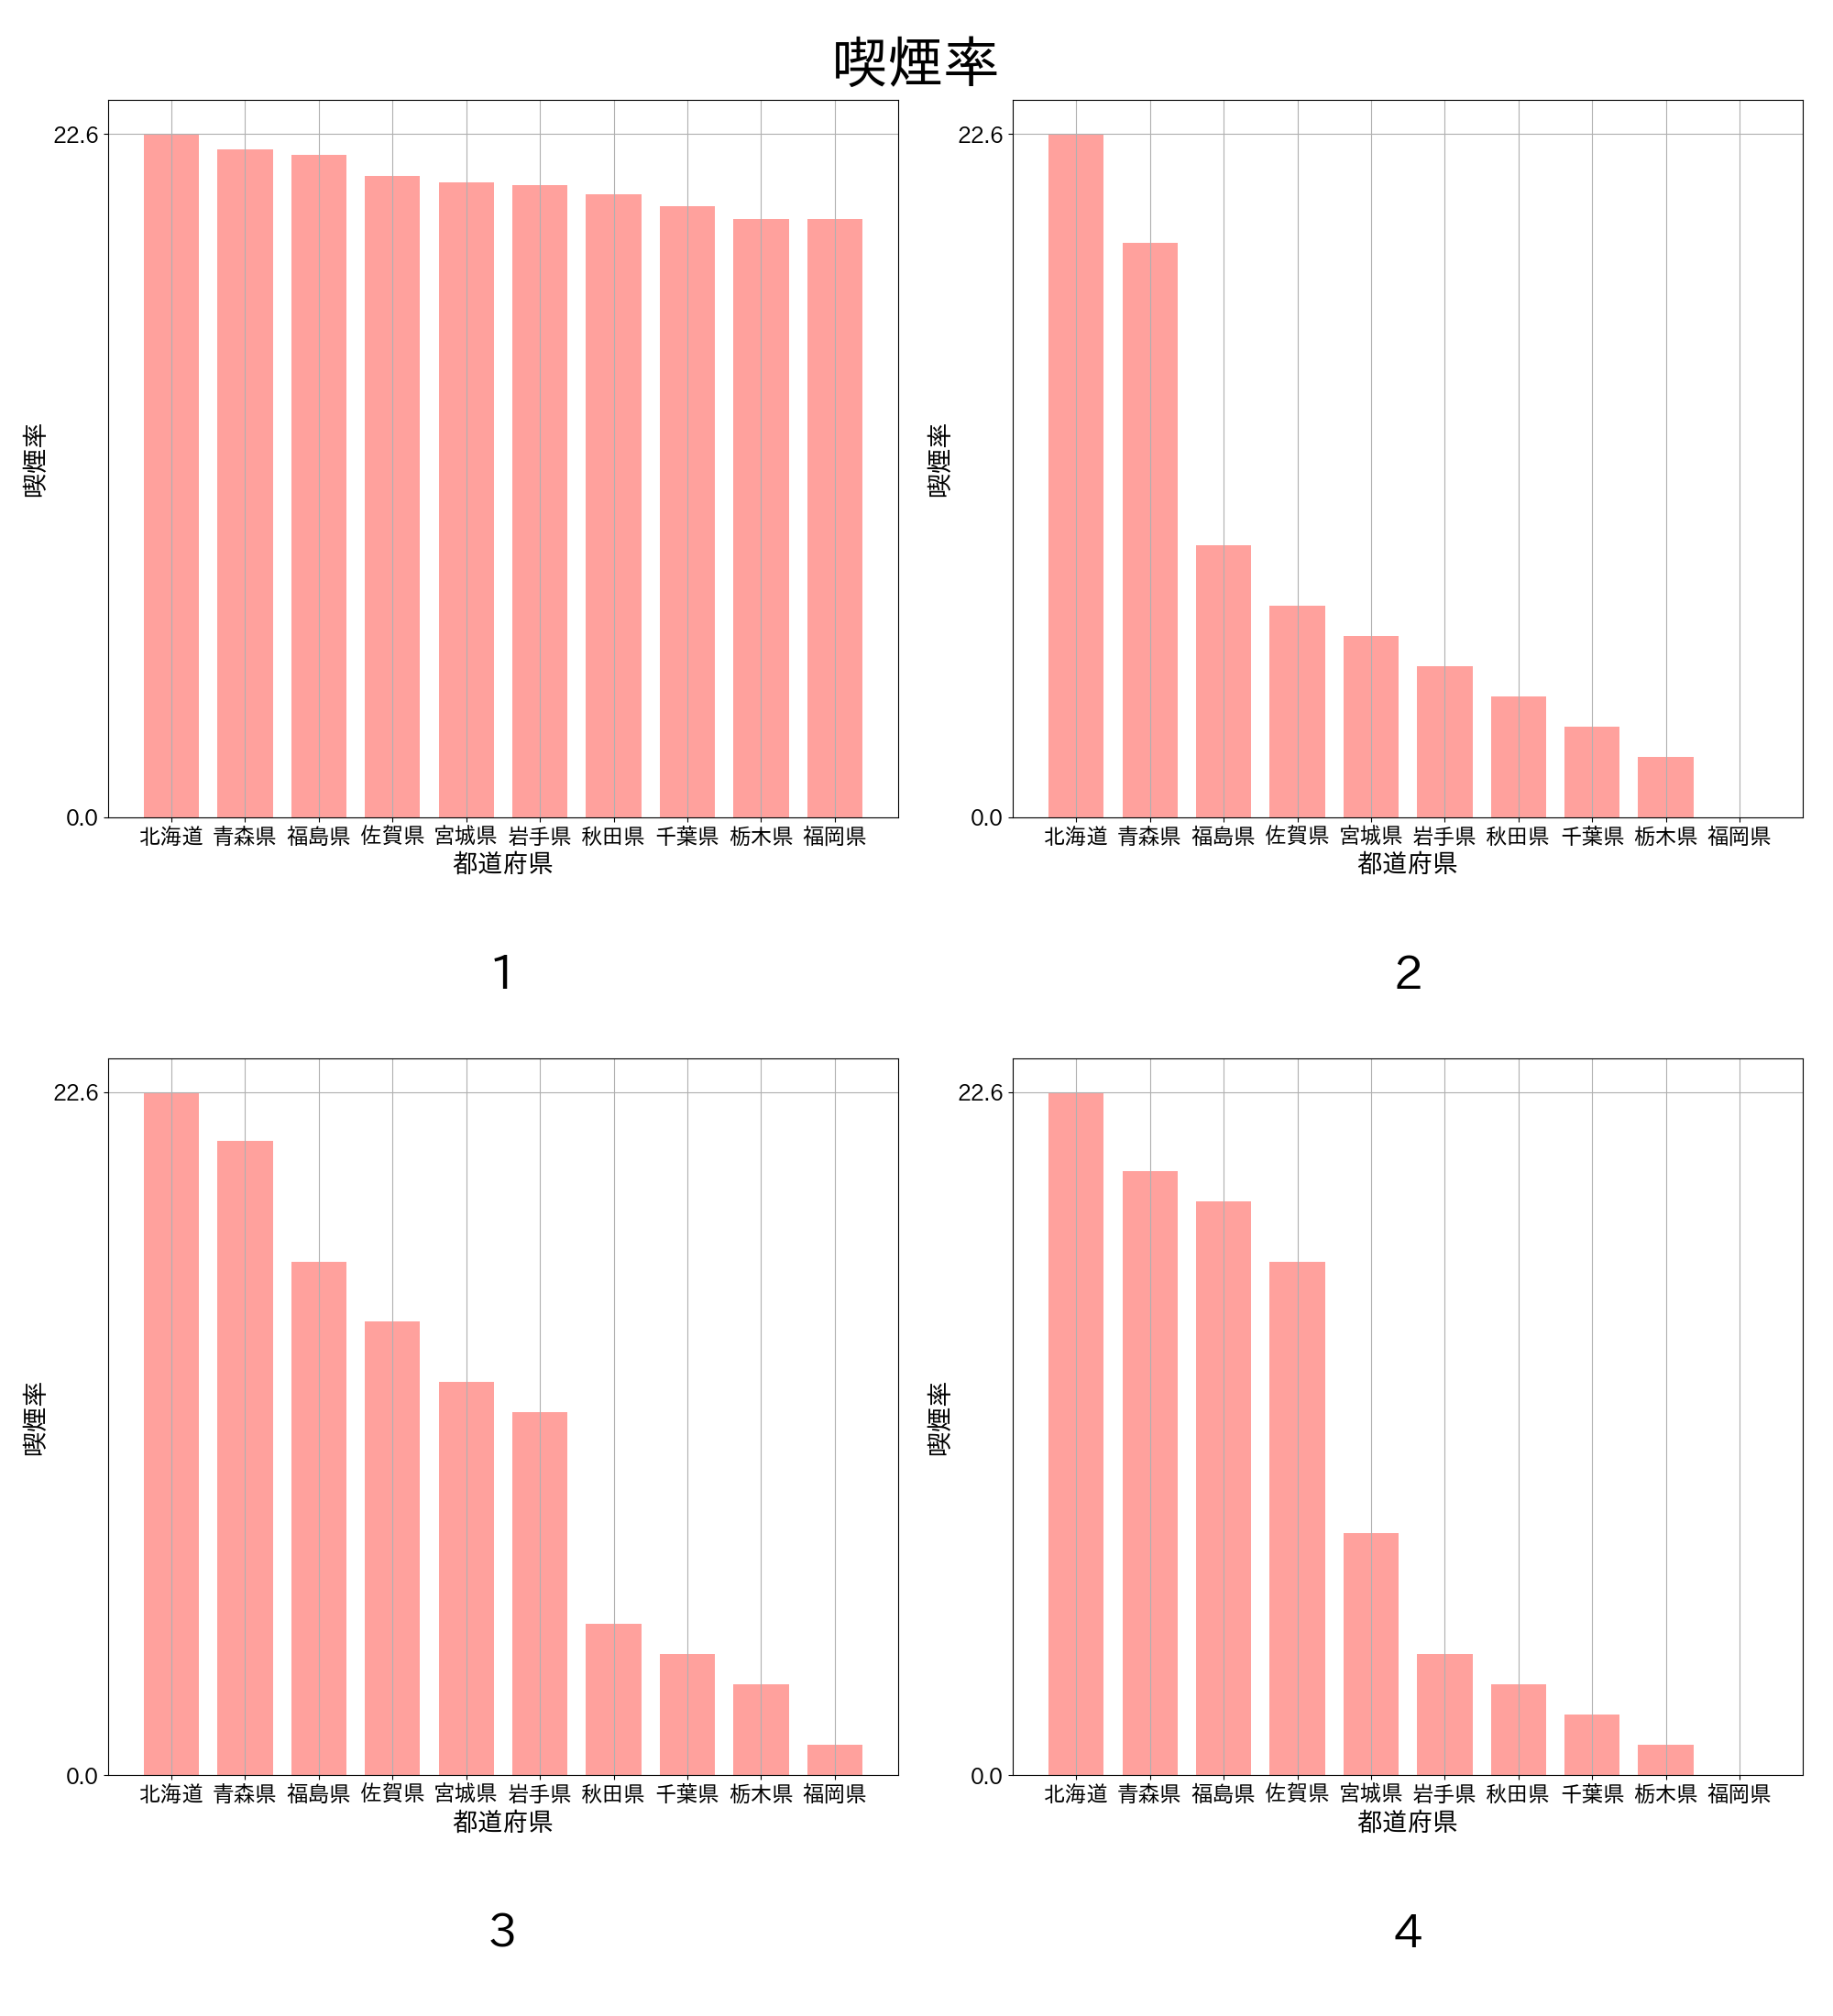 喫煙率
22.6
0.0
喫煙率
北海道 青森県 福島県 佐賀県 宮城県 岩手県 秋田県 千葉県 栃木県 福岡県
都道府県
1
22.6
0.0
喫煙率
北海道 青森県 福島県 佐賀県 宮城県 岩手県 秋田県 千葉県 栃木県 福岡県
都道府県
2
22.6
0.0
喫煙率
北海道 青森県 福島県 佐賀県 宮城県 岩手県 秋田県 千葉県 栃木県 福岡県
都道府県
3
22.6
0.0
喫煙率
北海道 青森県 福島県 佐賀県 宮城県 岩手県 秋田県 千葉県 栃木県 福岡県
都道府県
4